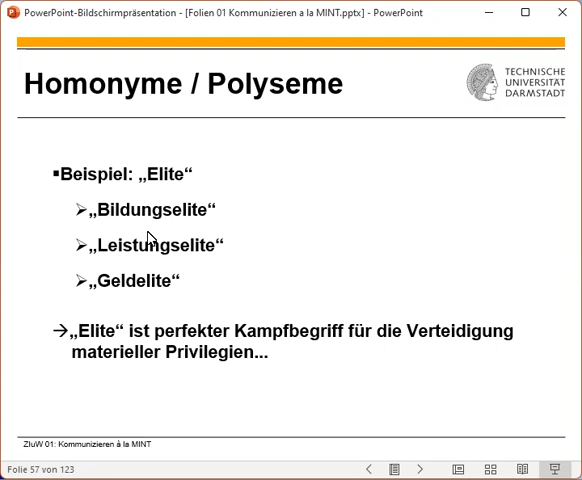 PowerPoint-Bildschirmpräsentation - [Folien 01 Kommunizieren a la MINT.pptx] - PowerPoint
Homonyme / Polyseme
TECHNISCHE
UNIVERSITÄT
DARMSTADT
▪Beispiel: „Elite“
➢„Bildungselite“
➢„Leistungselite“
➢„Geldelite“
→„Elite“ ist perfekter Kampfbegriff für die Verteidigung
materieller Privilegien...
ZIuW 01: Kommunizieren à la MINT
Folie 57 von 123